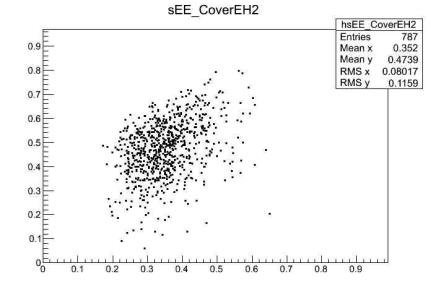 sEE_CoverEH2
hsEE_CoverEH2
Entries 787
Mean x 0.352
Mean y 0.4739
RMS x 0.08017
RMS y 0.1159
0.9
0.8
0.7
0.6
0.5
0.4
0.3
0.2
0.1
0
0 0.1 0.2 0.3 0.4 0.5 0.6 0.7 0.8 0.9